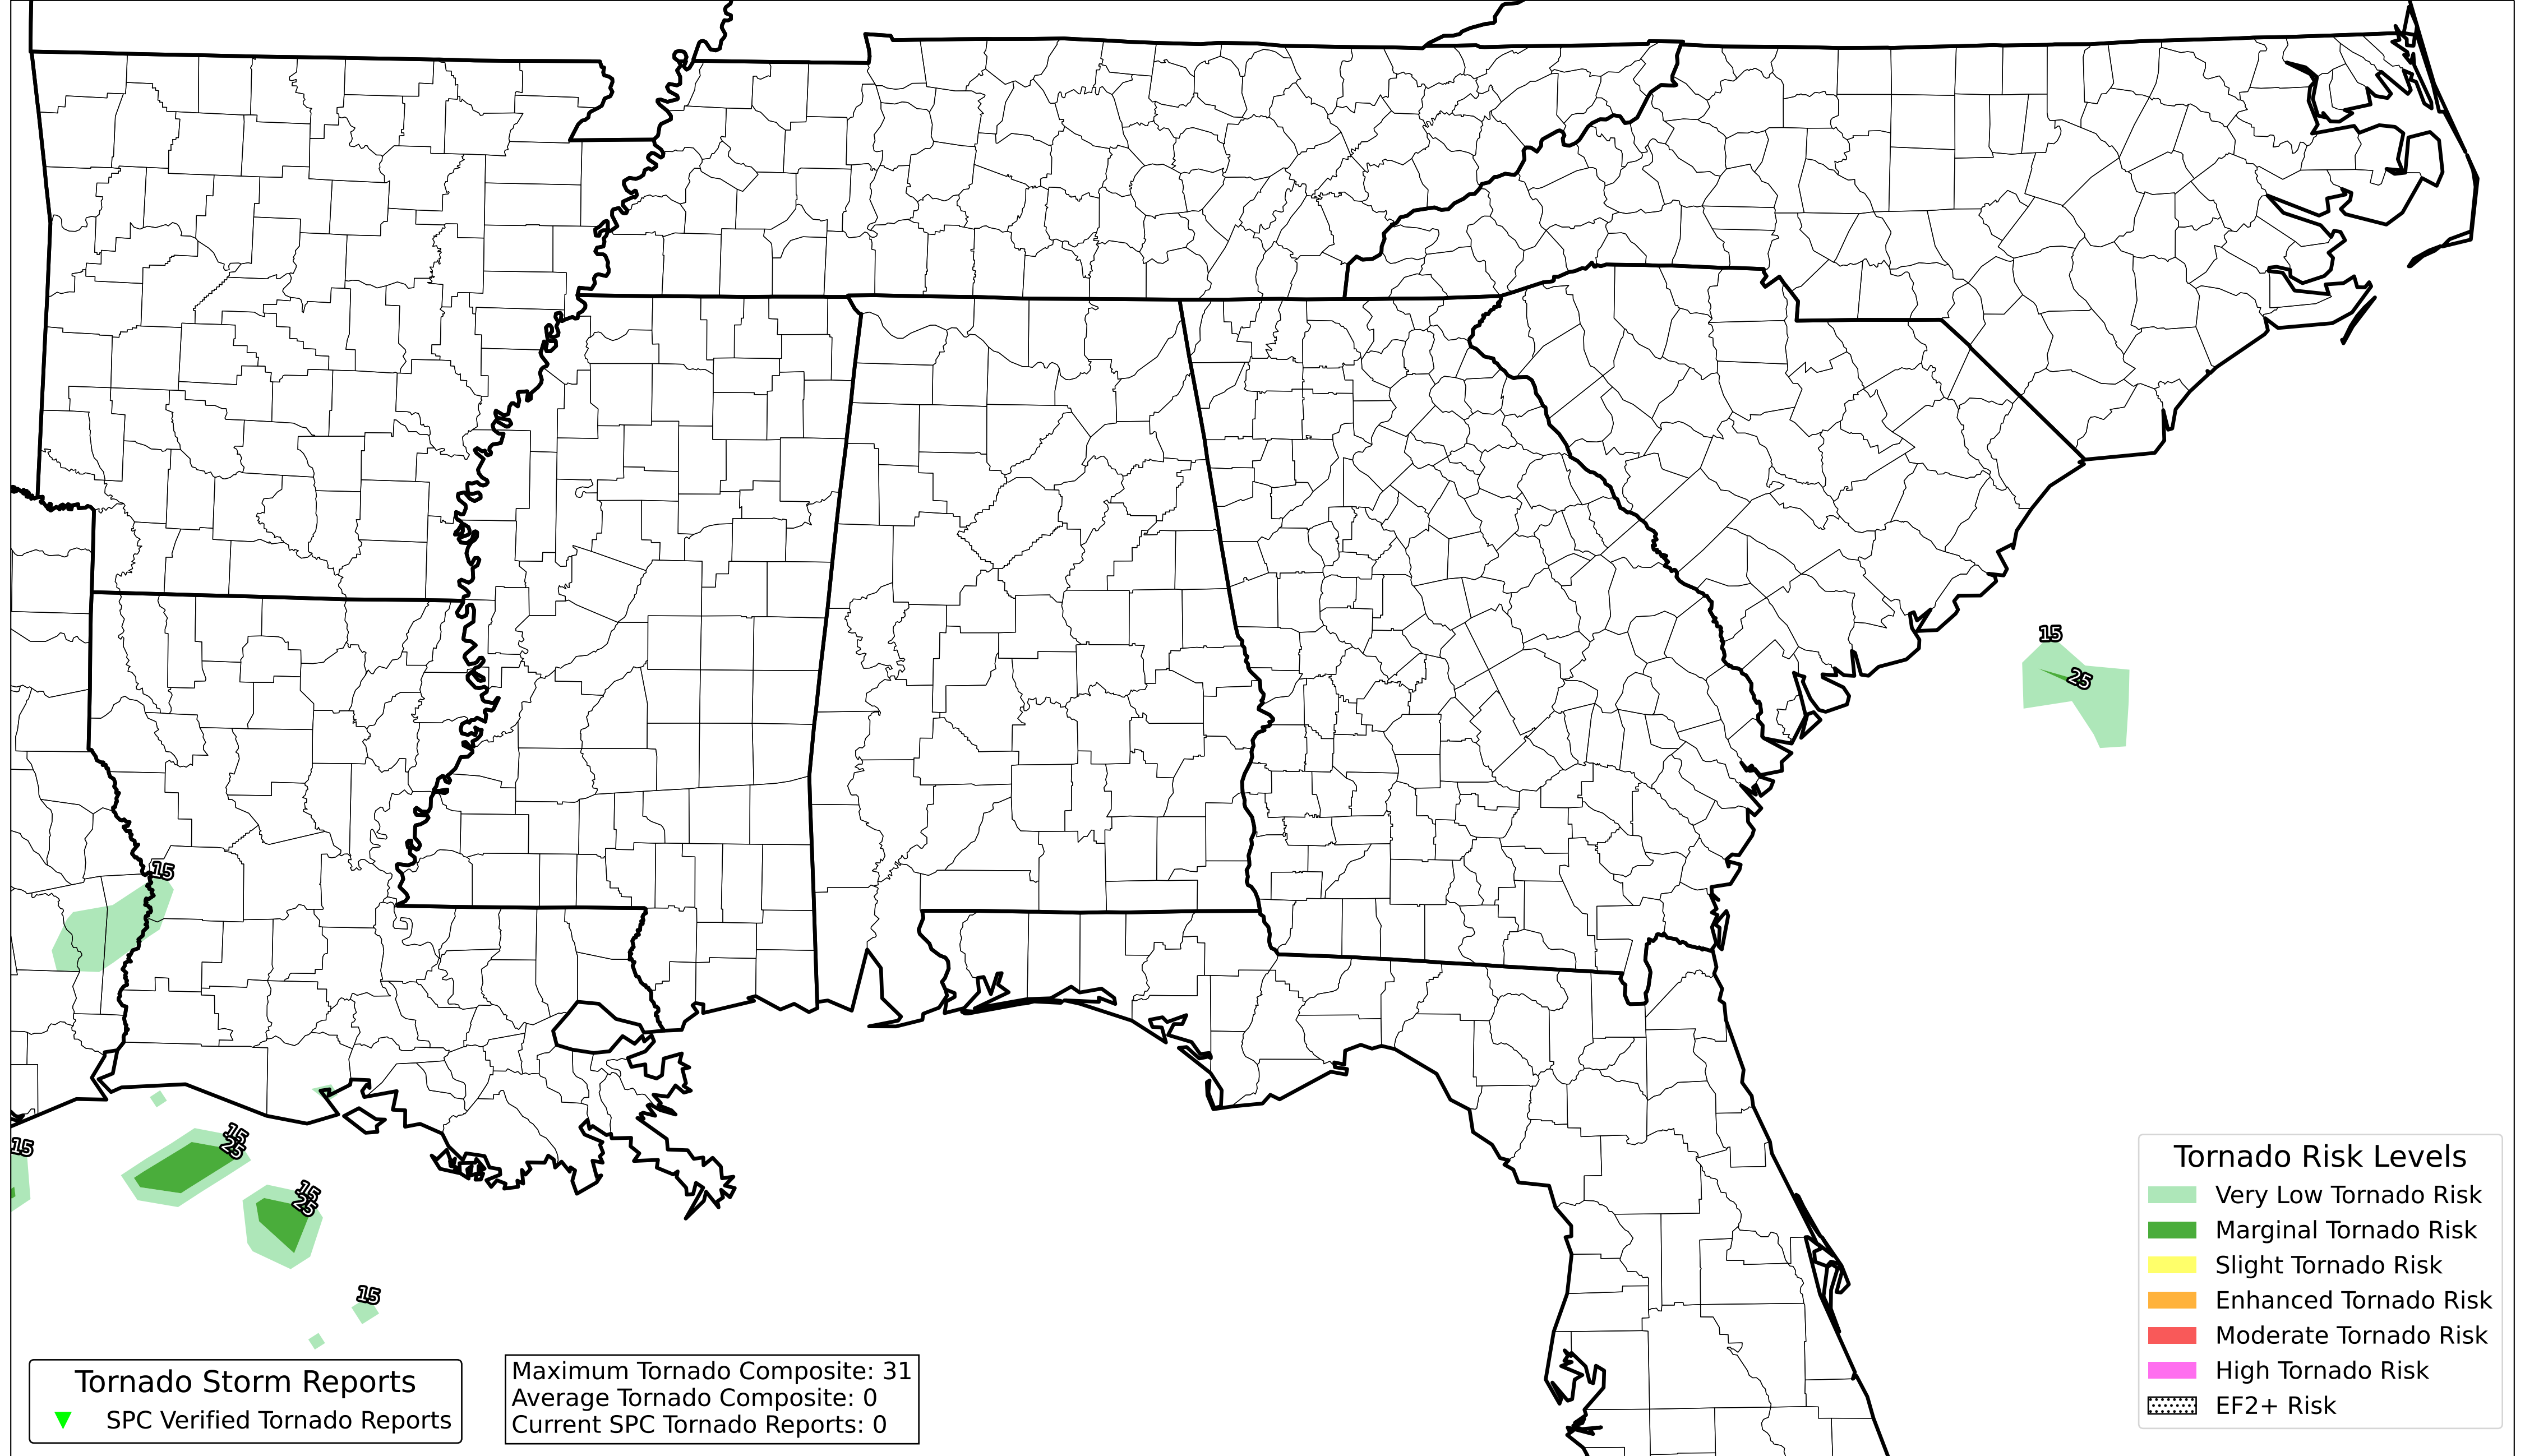 15
25
15
15
15
25
15
25
15
Tornado Risk Levels
Very Low Tornado Risk
Marginal Tornado Risk
Slight Tornado Risk
Enhanced Tornado Risk
Moderate Tornado Risk
High Tornado Risk
EF2+ Risk
Tornado Storm Reports
SPC Verified Tornado Reports
Maximum Tornado Composite: 31
Average Tornado Composite: 0
Current SPC Tornado Reports: 0